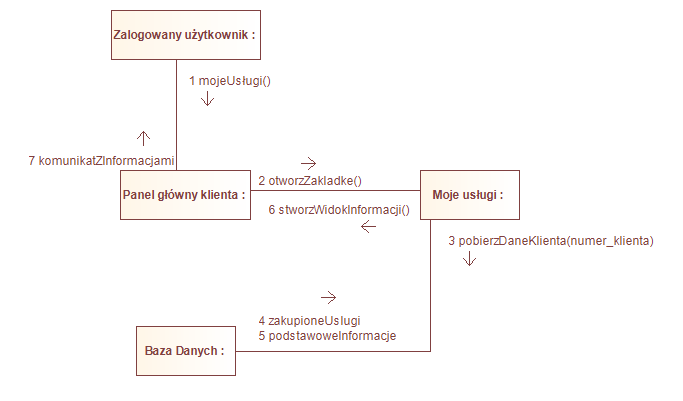 Zalogowany użytkownik :
1 mojeUsługi()
7 komunikatZInformacjami
Panel główny klienta :
2 otworzZakladke()
6 stworzWidokInformacji()
Moje usługi :
3 pobierzDaneKlienta(numer_klienta)
4 zakupioneUslugi
5 podstawoweInformacje
Baza Danych :